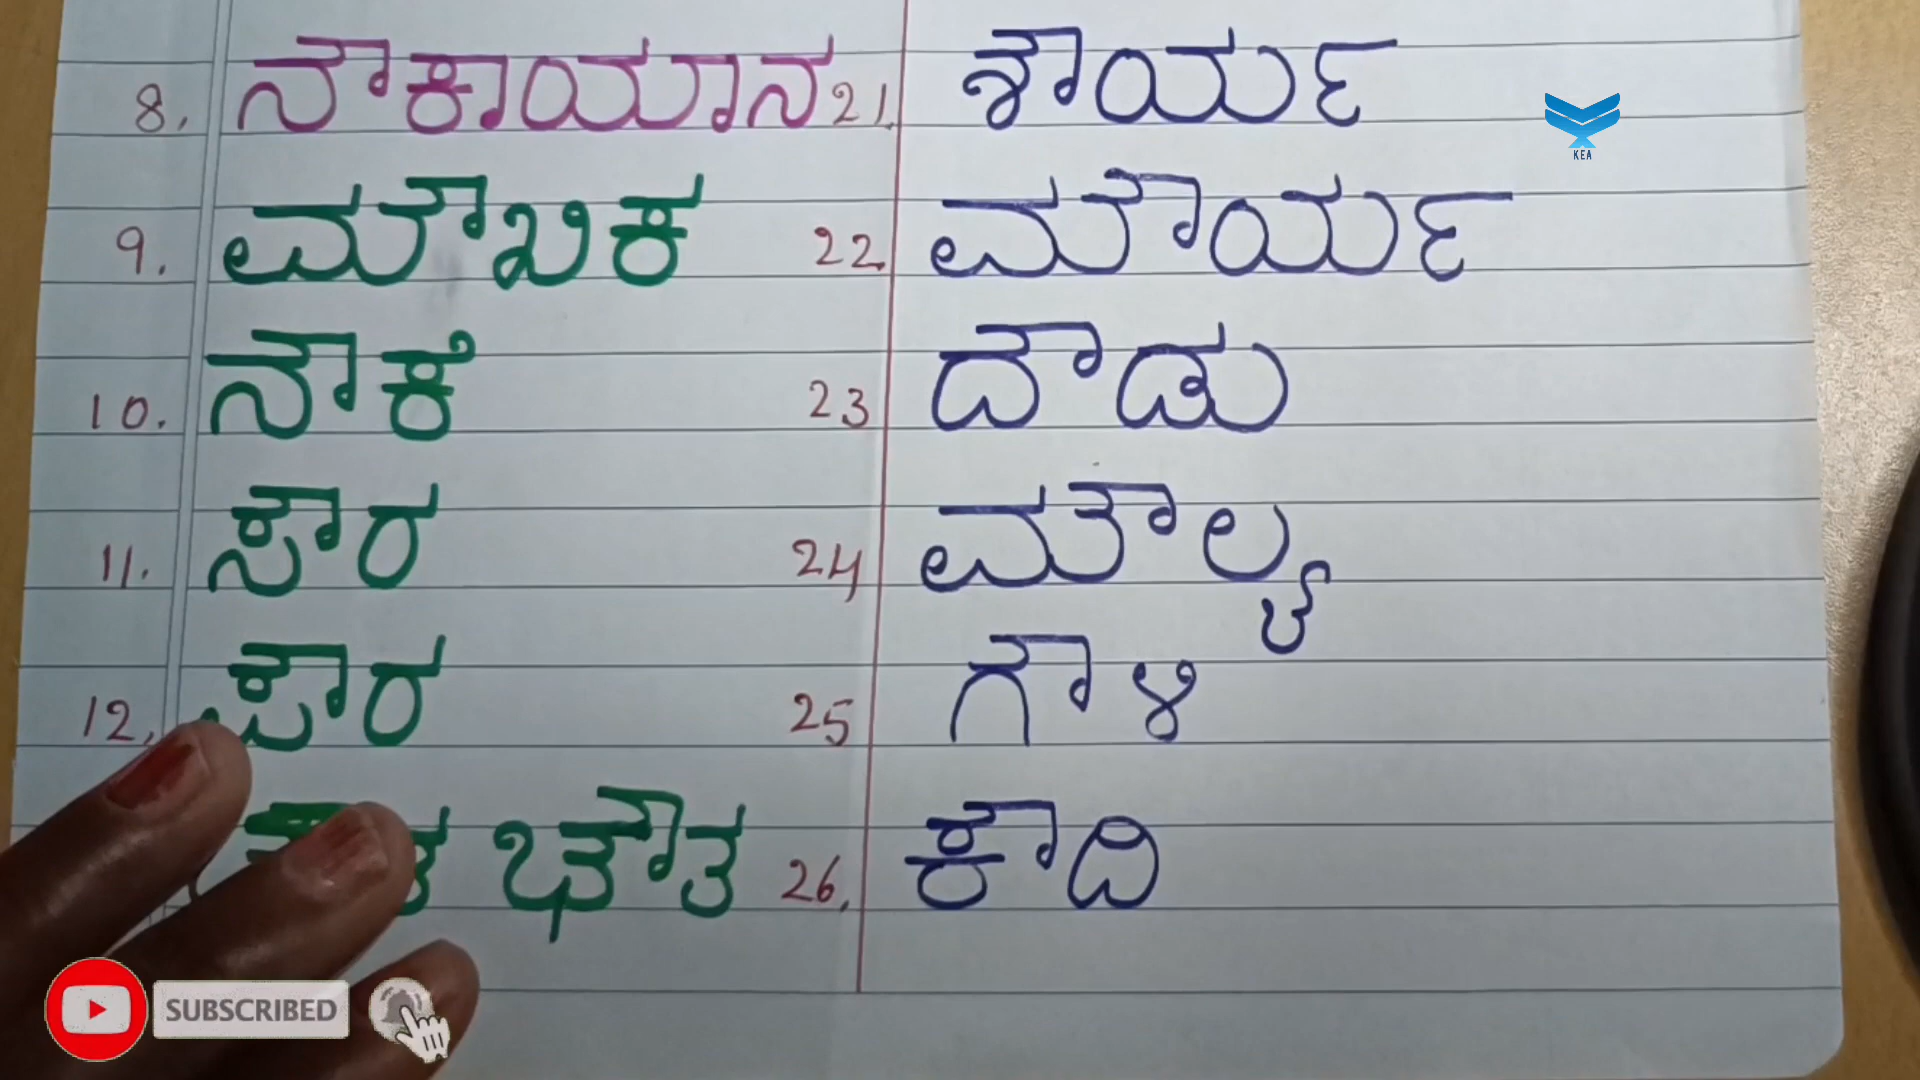 8. ನೌಕಾಯಾನ
9. ಮೌಖಿಕ
10. ನೌಕೆ
11. ಸೌರ
12. ಪೌರ
ಭೌತ
21. ಶೌರ್ಯ
22. ಮೌರ್ಯ
23 ದೌಡು
24 ಮೌಲ್ಯ
25 ಗೌಳಿ
26. ಕೌದಿ
KEA
SUBSCRIBED